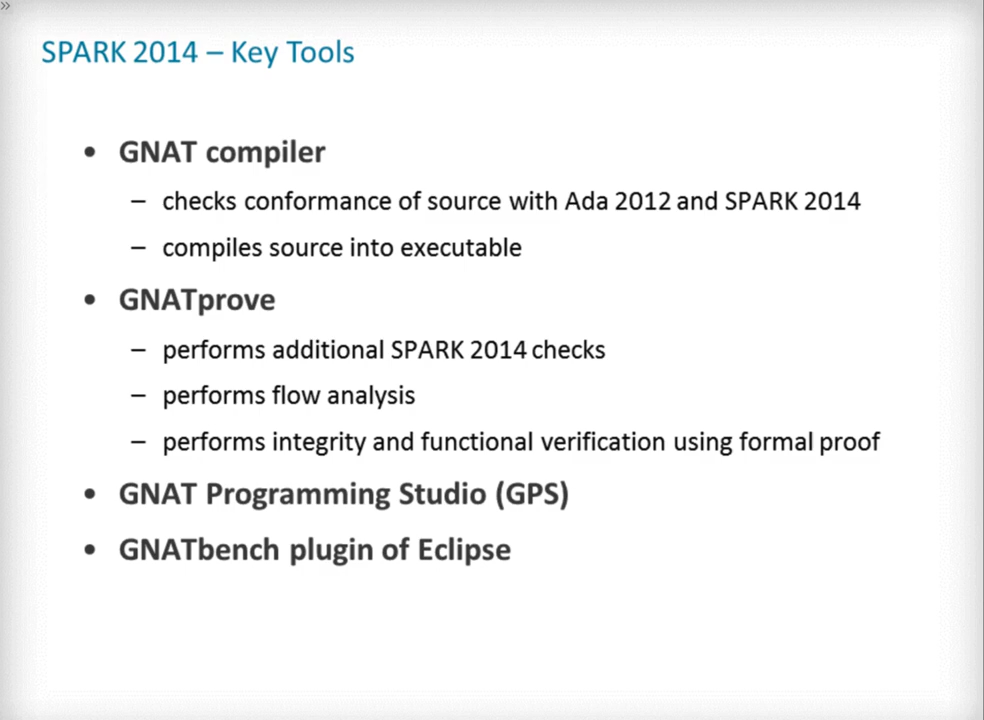 »
SPARK 2014 – Key Tools
• GNAT compiler
– checks conformance of source with Ada 2012 and SPARK 2014
– compiles source into executable
• GNATprove
– performs additional SPARK 2014 checks
– performs flow analysis
– performs integrity and functional verification using formal proof
• GNAT Programming Studio (GPS)
• GNATbench plugin of Eclipse